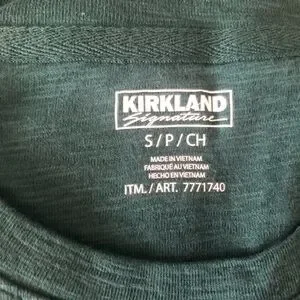 KIRKLAND
Signature
S/P/CH
MADE IN VIETNAM
FABRIQUÉ AU VIETNAM
HECHO EN VIETNAM
ITM./ ART. 7771740